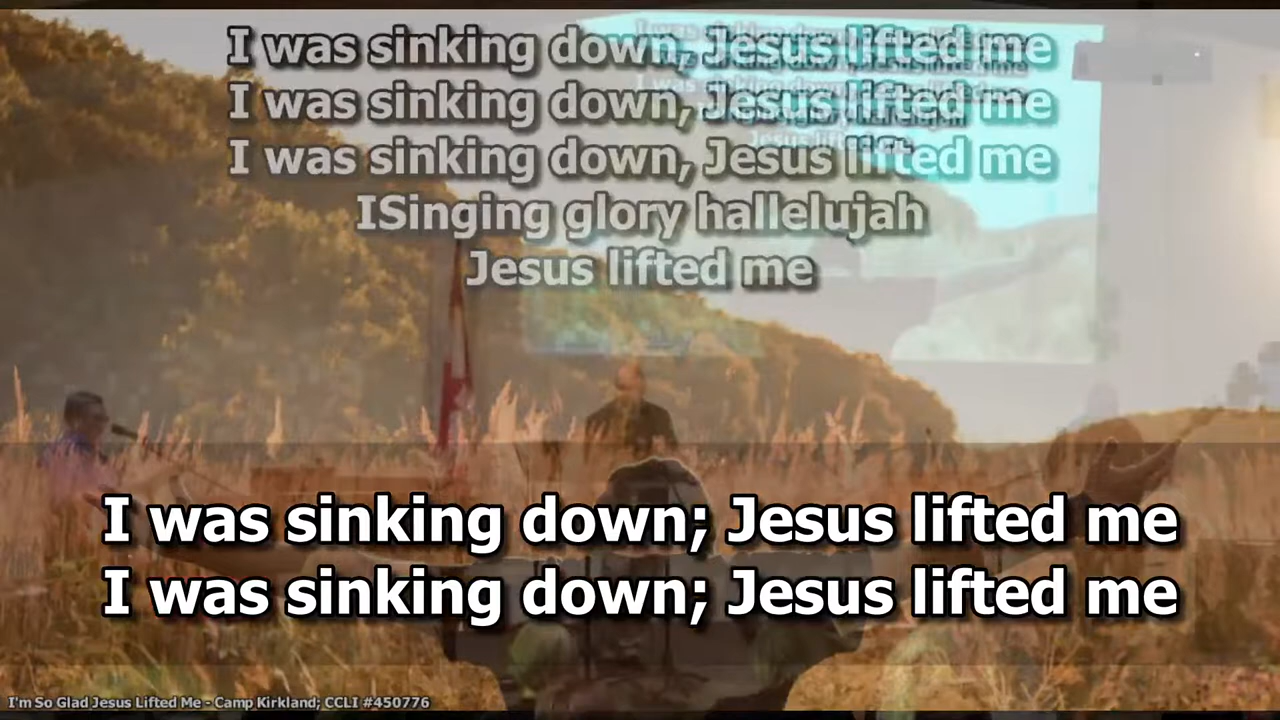 I was sinking down, Jesus lifted me
I was sinking down, Jesus lifted me
I was sinking down, Jesus lifted me
ISinging glory hallelujah
Jesus lifted me
I was sinking down; Jesus lifted me
I was sinking down; Jesus lifted me
I'm So Glad Jesus Lifted Me - Camp Kirkland; CCLI #450776